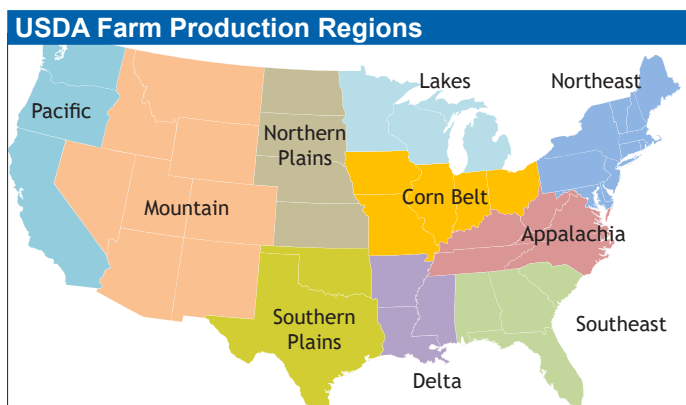 USDA Farm Production Regions
Lakes
Northeast
Pacific
Northern
Plains
Corn Belt
Mountain
Appalachia
Southern
Plains
Southeast
Delta